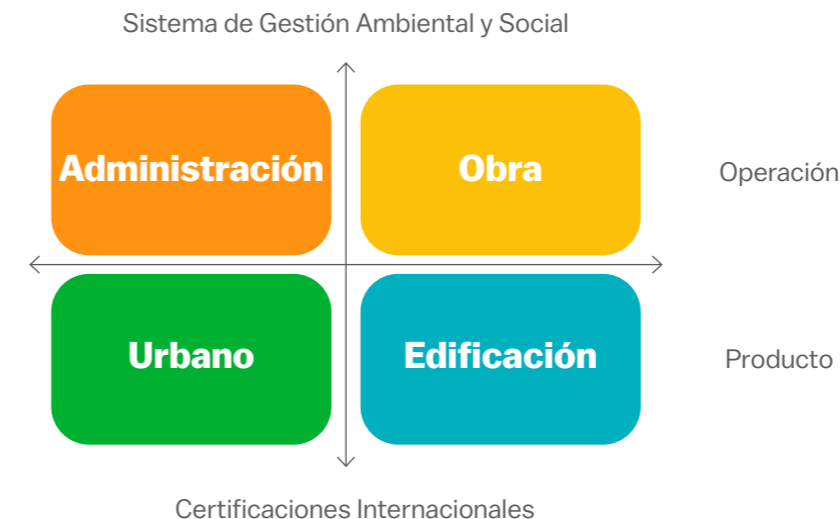 Sistema de Gestión Ambiental y Social
Administración
Obra
Operación
Urbano
Edificación
Producto
Certificaciones Internacionales